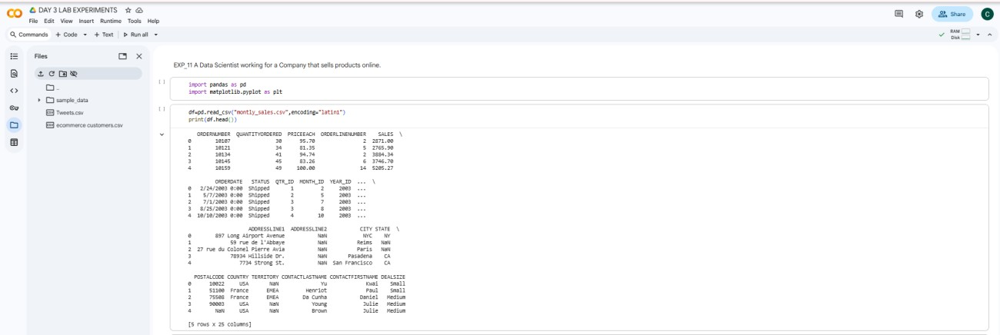 CO DAY 3 LAB EXPERIMENTS
File Edit View Insert Runtime Tools Help
Share
C
Commands + Code + Text Run all
RAM
Disk
Files
..
sample_data
Tweets.csv
ecommerce customers.csv
EXP_11 A Data Scientist working for a Company that sells products online.
[ ] import pandas as pd
import matplotlib.pyplot as plt
[ ] df=pd.read_csv("montly_sales.csv",encoding="latin1")
print(df.head())
ORDERNUMBER QUANTITYORDERED PRICEEACH ORDERLINENUMBER SALES \
0 10107 30 95.70 2 2871.00
1 10121 34 81.35 5 2765.90
2 10134 41 94.74 2 3884.34
3 10145 45 83.26 6 3746.70
4 10159 49 100.00 14 5205.27
ORDERDATE STATUS QTR_ID MONTH_ID YEAR_ID ... \
0 2/24/2003 0:00 Shipped 1 2 2003 ...
1 5/7/2003 0:00 Shipped 2 5 2003 ...
2 7/1/2003 0:00 Shipped 3 7 2003 ...
3 8/25/2003 0:00 Shipped 3 8 2003 ...
4 10/10/2003 0:00 Shipped 4 10 2003 ...
ADDRESSLINE1 ADDRESSLINE2 CITY STATE \
0 897 Long Airport Avenue NaN NYC NY
1 59 rue de l'Abbaye NaN Reims NaN
2 27 rue du Colonel Pierre Avia NaN Paris NaN
3 78934 Hillside Dr. NaN Pasadena CA
4 7734 Strong St. NaN San Francisco CA
POSTALCODE COUNTRY TERRITORY CONTACTLASTNAME CONTACTFIRSTNAME DEALSIZE
0 10022 USA NaN Yu Kwai Small
1 51100 France EMEA Henriot Paul Small
2 75508 France EMEA Da Cunha Daniel Medium
3 90003 USA NaN Young Julie Medium
4 NaN USA NaN Brown Julie Medium
[5 rows x 25 columns]